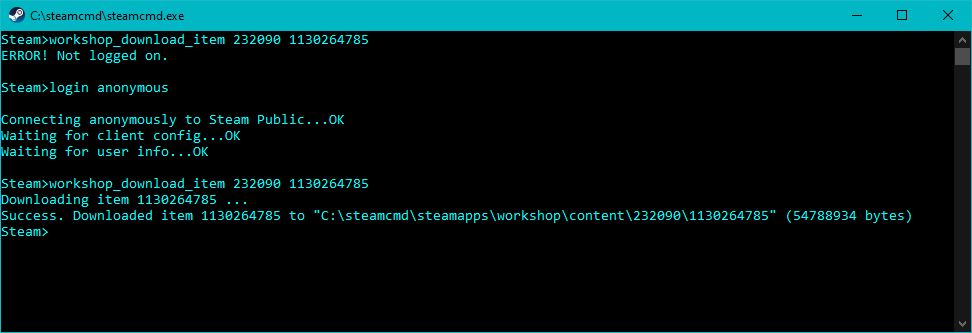 C:\steamcmd\steamcmd.exe
Steam>workshop_download_item 232090 1130264785
ERROR! Not logged on.
Steam>login anonymous
Connecting anonymously to Steam Public...OK
Waiting for client config...OK
Waiting for user info...OK
Steam>workshop_download_item 232090 1130264785
Downloading item 1130264785 ...
Success. Downloaded item 1130264785 to "C:\steamcmd\steamapps\workshop\content\232090\1130264785" (54788934 bytes)
Steam>